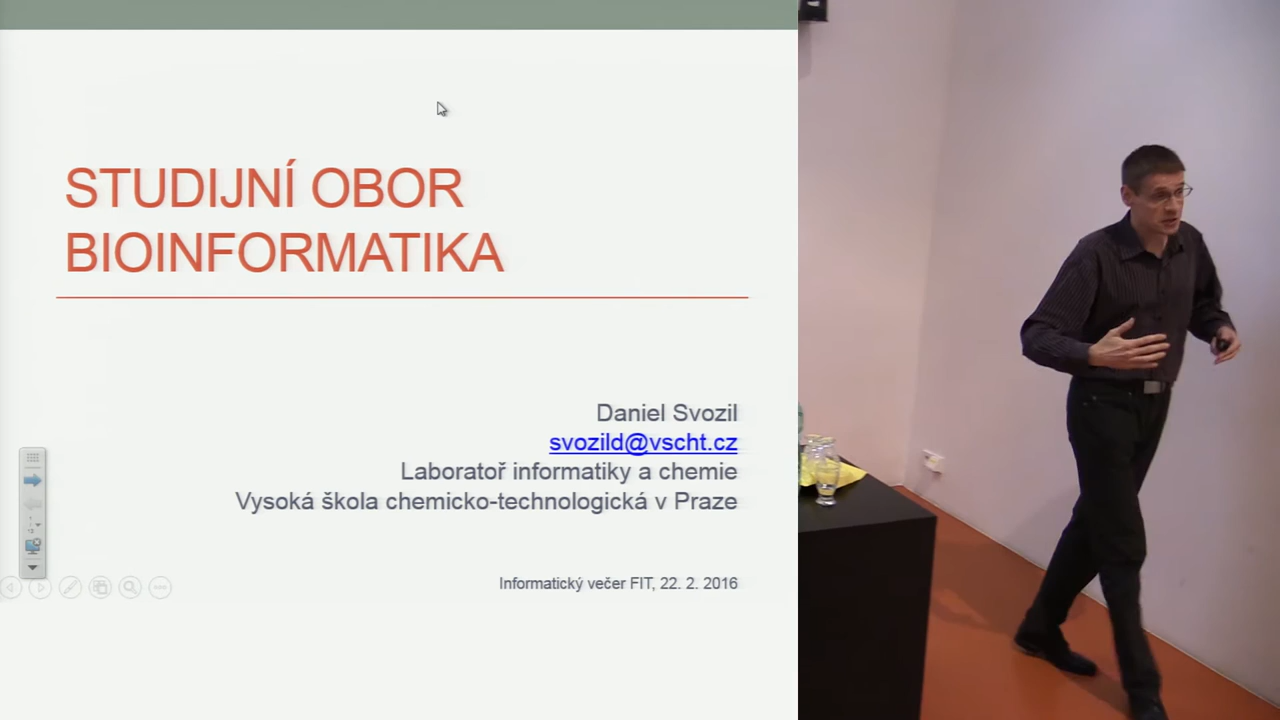 STUDIJNÍ OBOR
BIOINFORMATIKA
Daniel Svozil
svozild@vscht.cz
Laboratoř informatiky a chemie
Vysoká škola chemicko-technologická v Praze
Informatický večer FIT, 22. 2. 2016